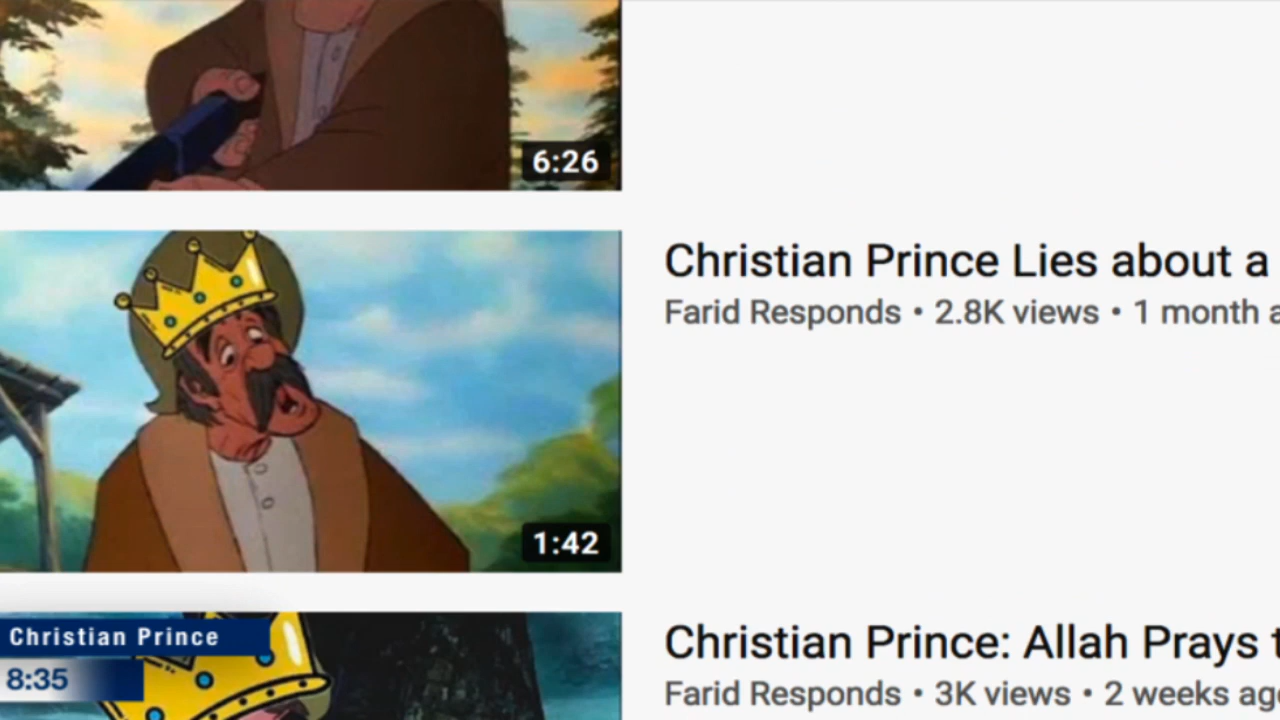 6:26
Christian Prince Lies about a
Farid Responds • 2.8K views • 1 month a
1:42
Christian Prince
8:35
Christian Prince: Allah Prays t
Farid Responds • 3K views • 2 weeks ag